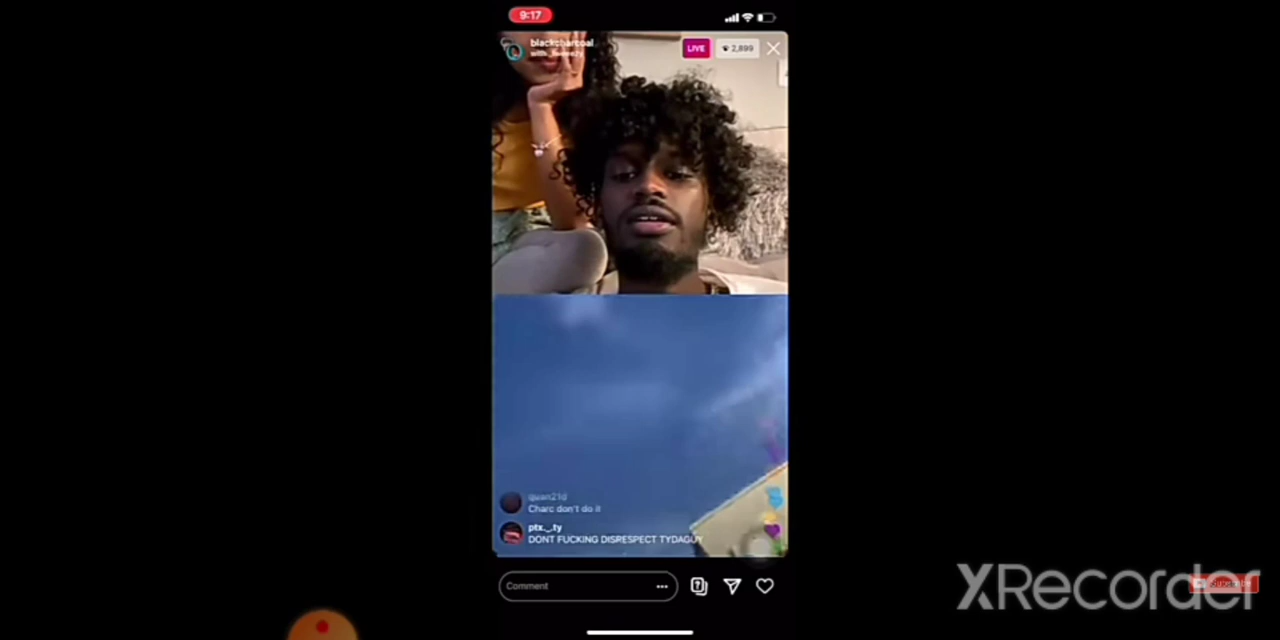 9:17
blackcharcoal
LIVE
2,899
quan21d
Charc don't do it
ptx._.ty
DONT FUCKING DISRESPECT TYDAGUY
Comment
XRecorder
Subscribe